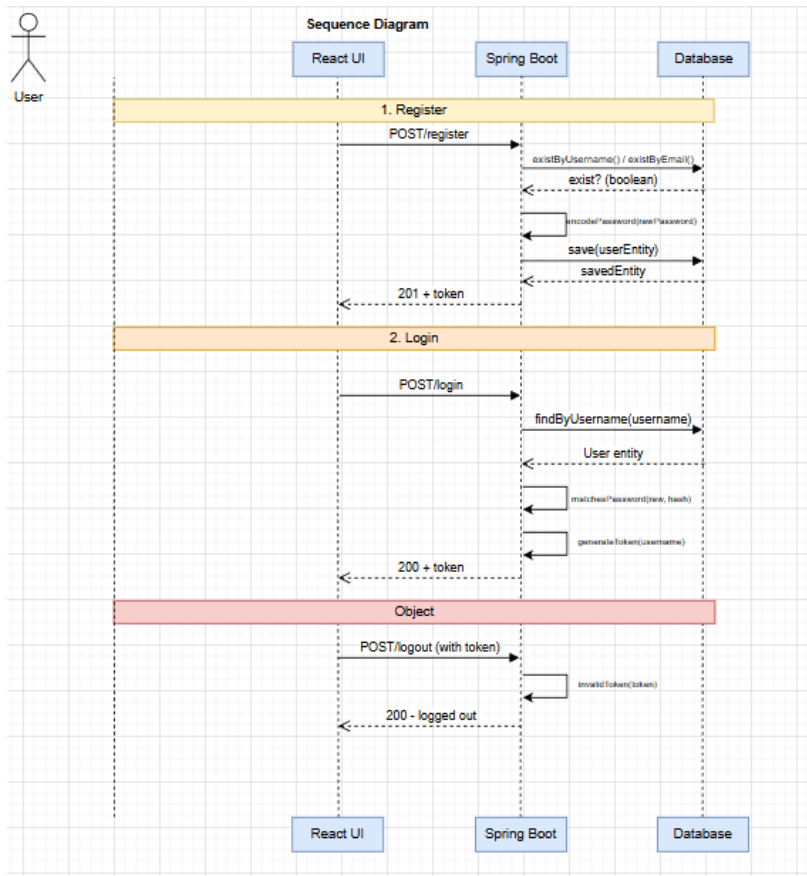 Sequence Diagram
React UI
Spring Boot
Database
User
1. Register
POST/register
existByUsername() / existByEmail()
exist? (boolean)
encodePassword(rawPassword)
save(userEntity)
savedEntity
201 + token
2. Login
POST/login
findByUsername(username)
User entity
matchesPassword(raw, hash)
generateToken(username)
200 + token
Object
POST/logout (with token)
invalidToken(token)
200 - logged out
React UI
Spring Boot
Database